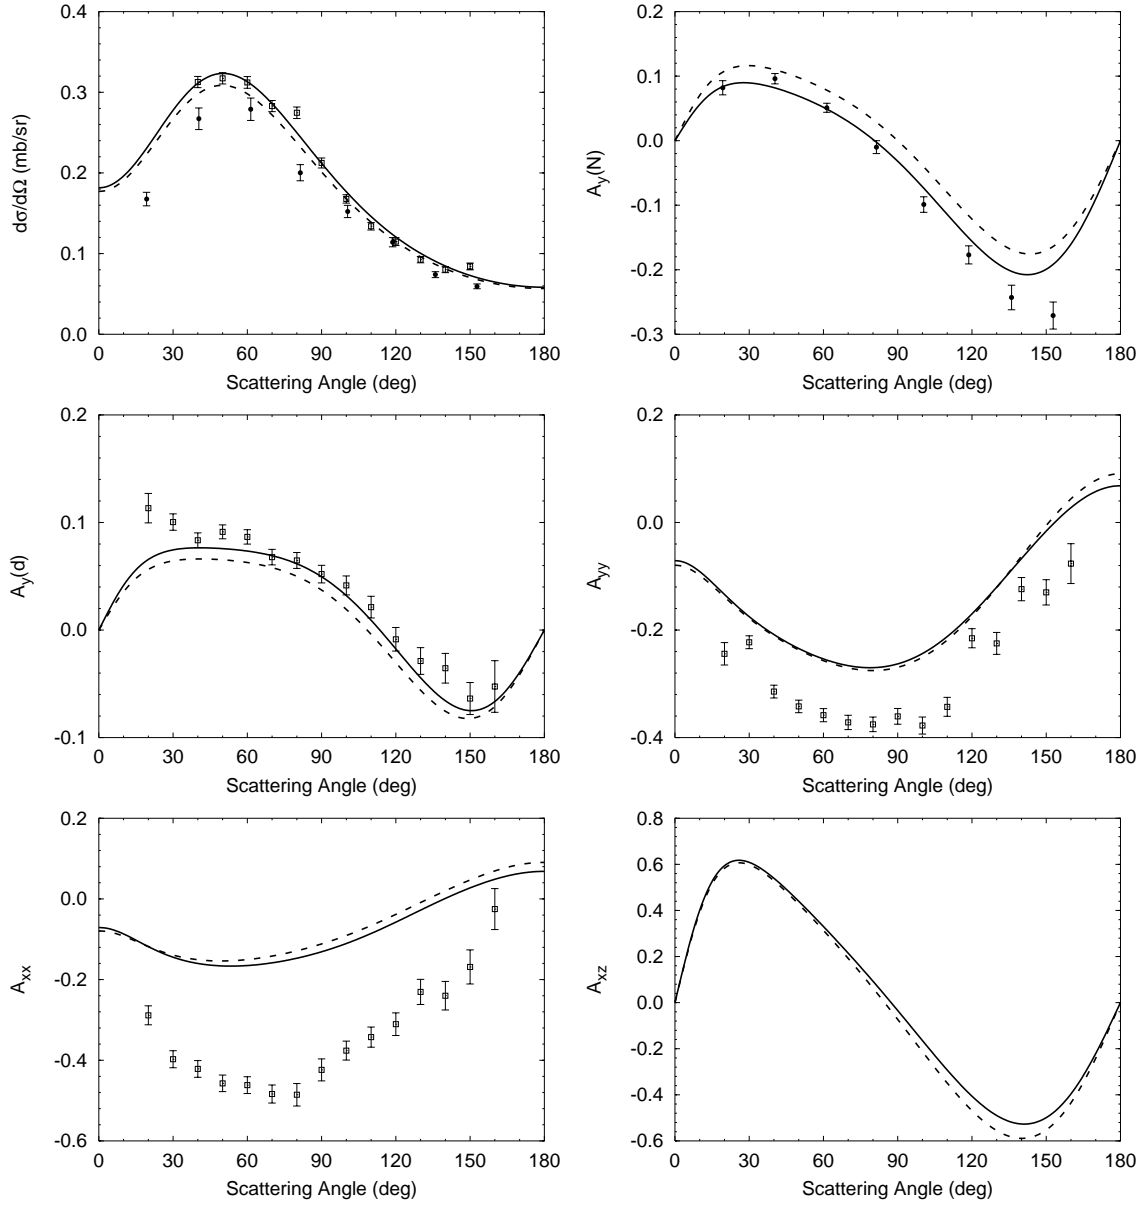 0.4
0.3
0.2
0.1
0.0
dσ/dΩ (mb/sr)
0 30 60 90 120 150 180
Scattering Angle (deg)
0.2
0.1
0.0
-0.1
-0.2
-0.3
A_y(N)
0 30 60 90 120 150 180
Scattering Angle (deg)
0.2
0.1
0.0
-0.1
A_y(d)
0 30 60 90 120 150 180
Scattering Angle (deg)
0.2
0.0
-0.2
-0.4
A_yy
0 30 60 90 120 150 180
Scattering Angle (deg)
0.2
0.0
-0.2
-0.4
-0.6
A_xx
0 30 60 90 120 150 180
Scattering Angle (deg)
0.8
0.6
0.4
0.2
0.0
-0.2
-0.4
-0.6
A_xz
0 30 60 90 120 150 180
Scattering Angle (deg)